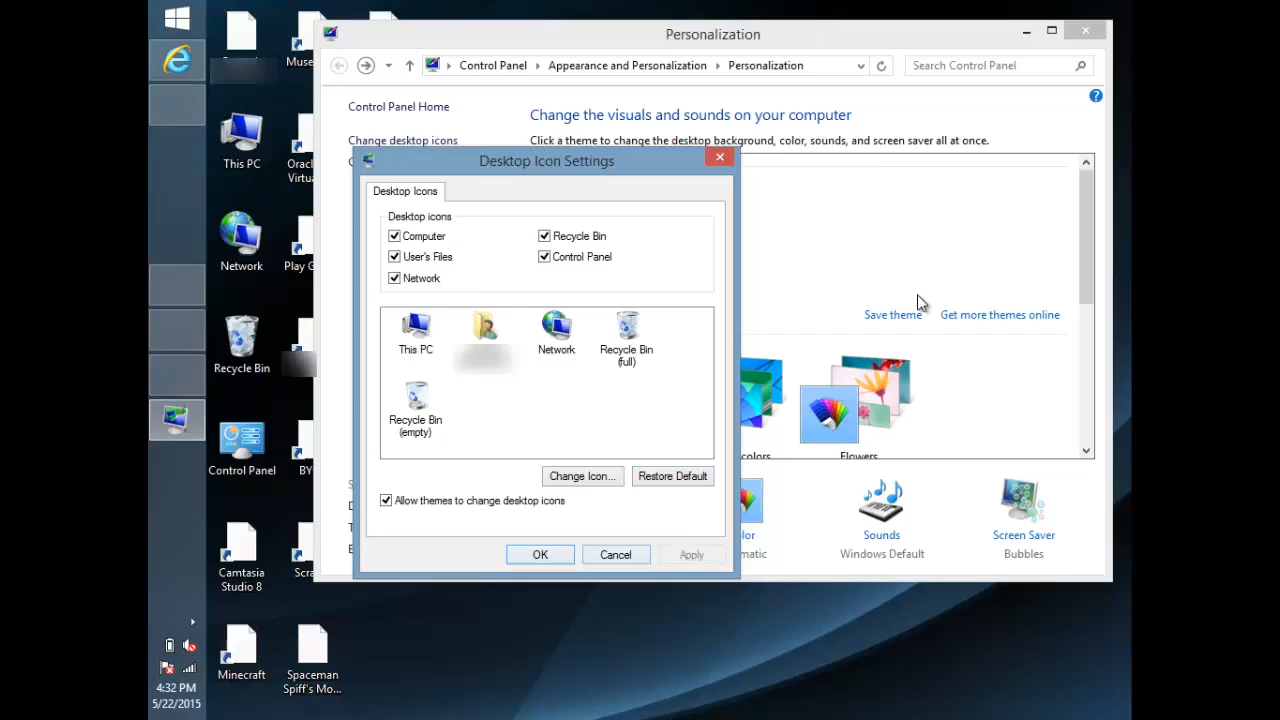 Personalization
Control Panel
Appearance and Personalization
Personalization
Search Control Panel
Control Panel Home
Change desktop icons
Change the visuals and sounds on your computer
Click a theme to change the desktop background, color, sounds, and screen saver all at once.
Save theme
Get more themes online
Flowers
Sounds
Windows Default
Screen Saver
Bubbles
Desktop Icon Settings
Desktop Icons
Desktop icons
Computer
Recycle Bin
User's Files
Control Panel
Network
This PC
Network
Recycle Bin
(full)
Recycle Bin
(empty)
Change Icon...
Restore Default
Allow themes to change desktop icons
OK
Cancel
Apply
This PC
Network
Recycle Bin
Control Panel
Camtasia
Studio 8
Minecraft
Spaceman
Spiff's Mo...
Muse
Orac
Virtu
Play G
BY
Scr
4:32 PM
5/22/2015